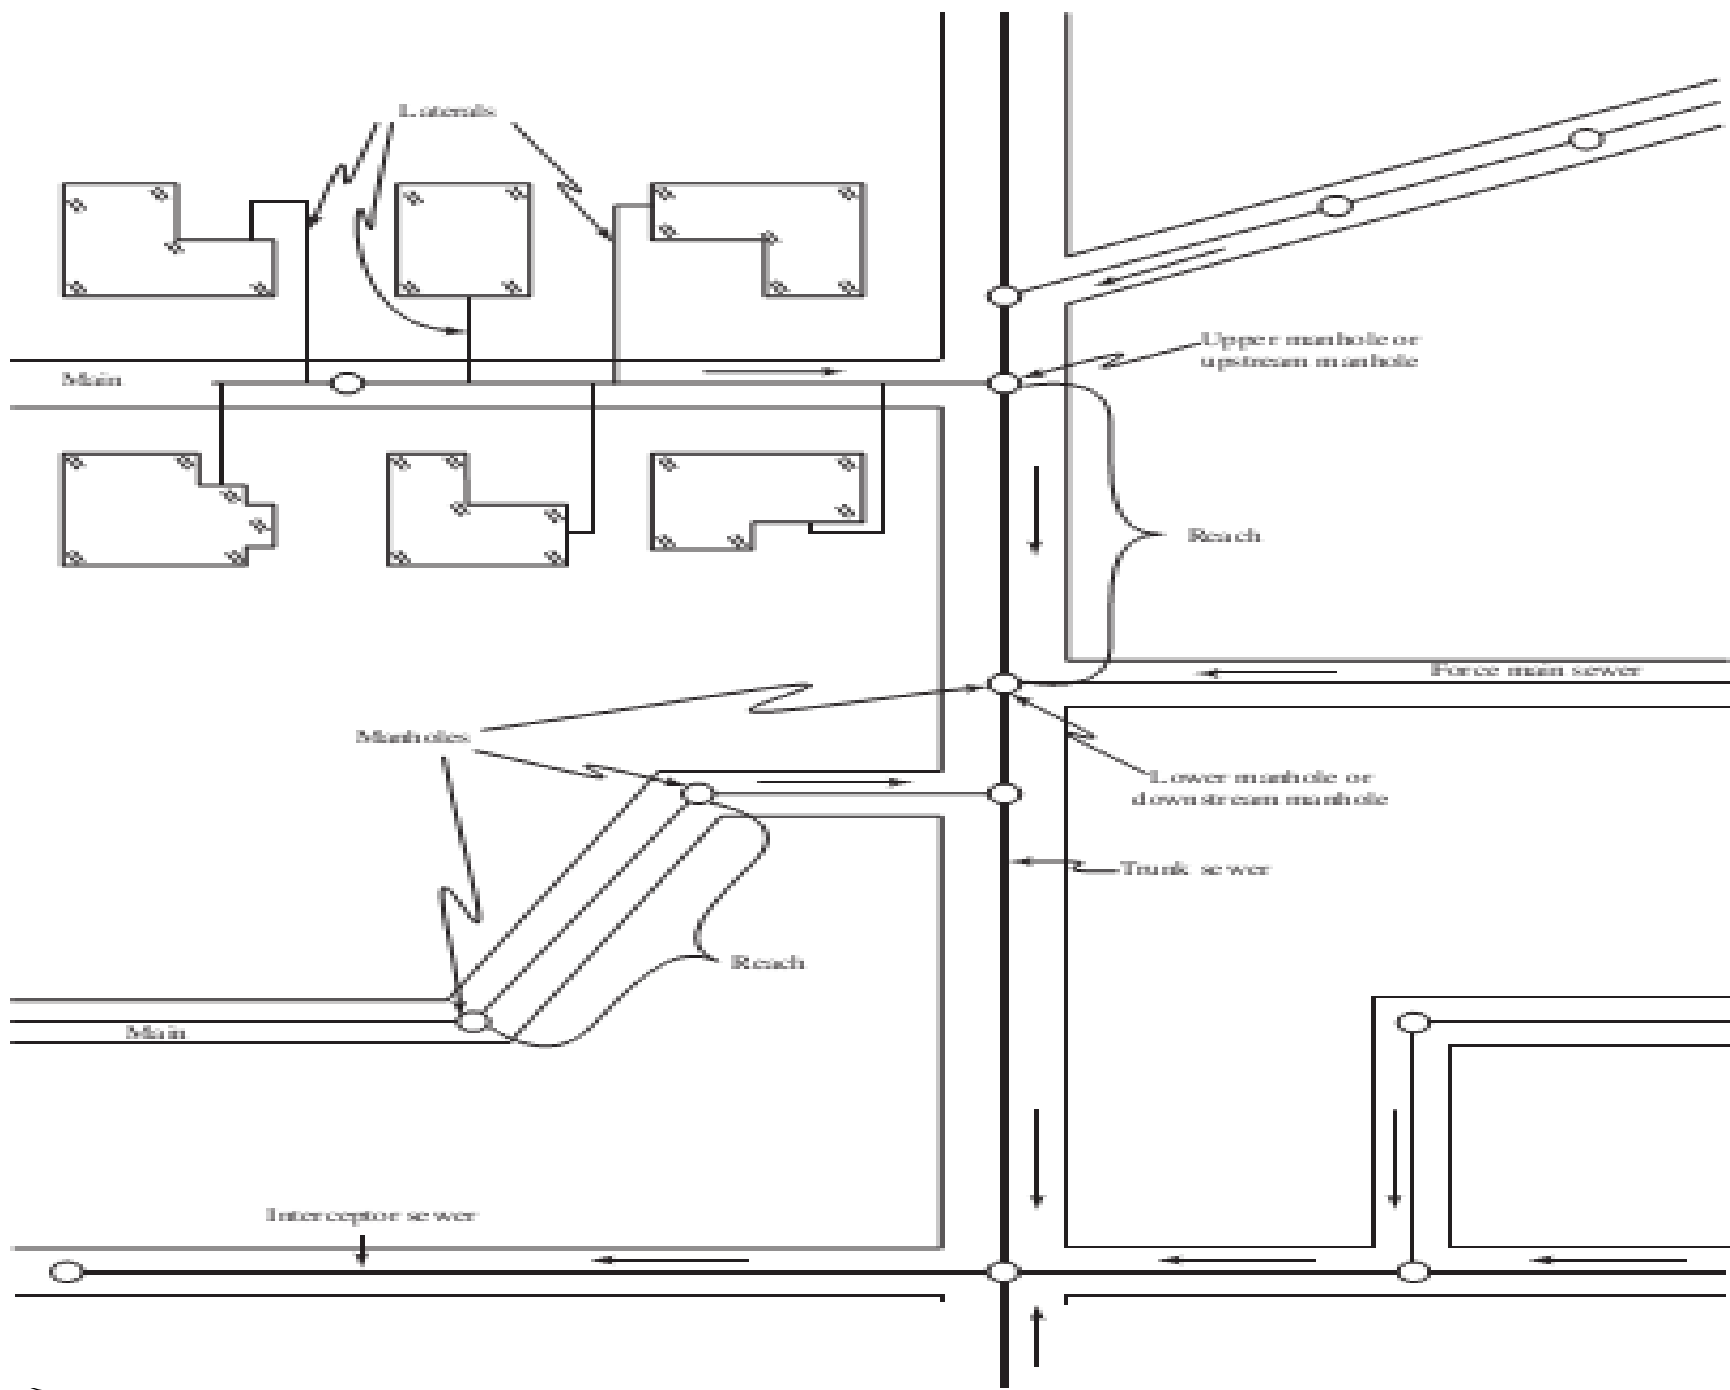 Laterals
Upper manhole or
upstream manhole
Main
Reach
Force main sewer
Manholes
Lower manhole or
downstream manhole
Trunk sewer
Reach
Main
Interceptor sewer